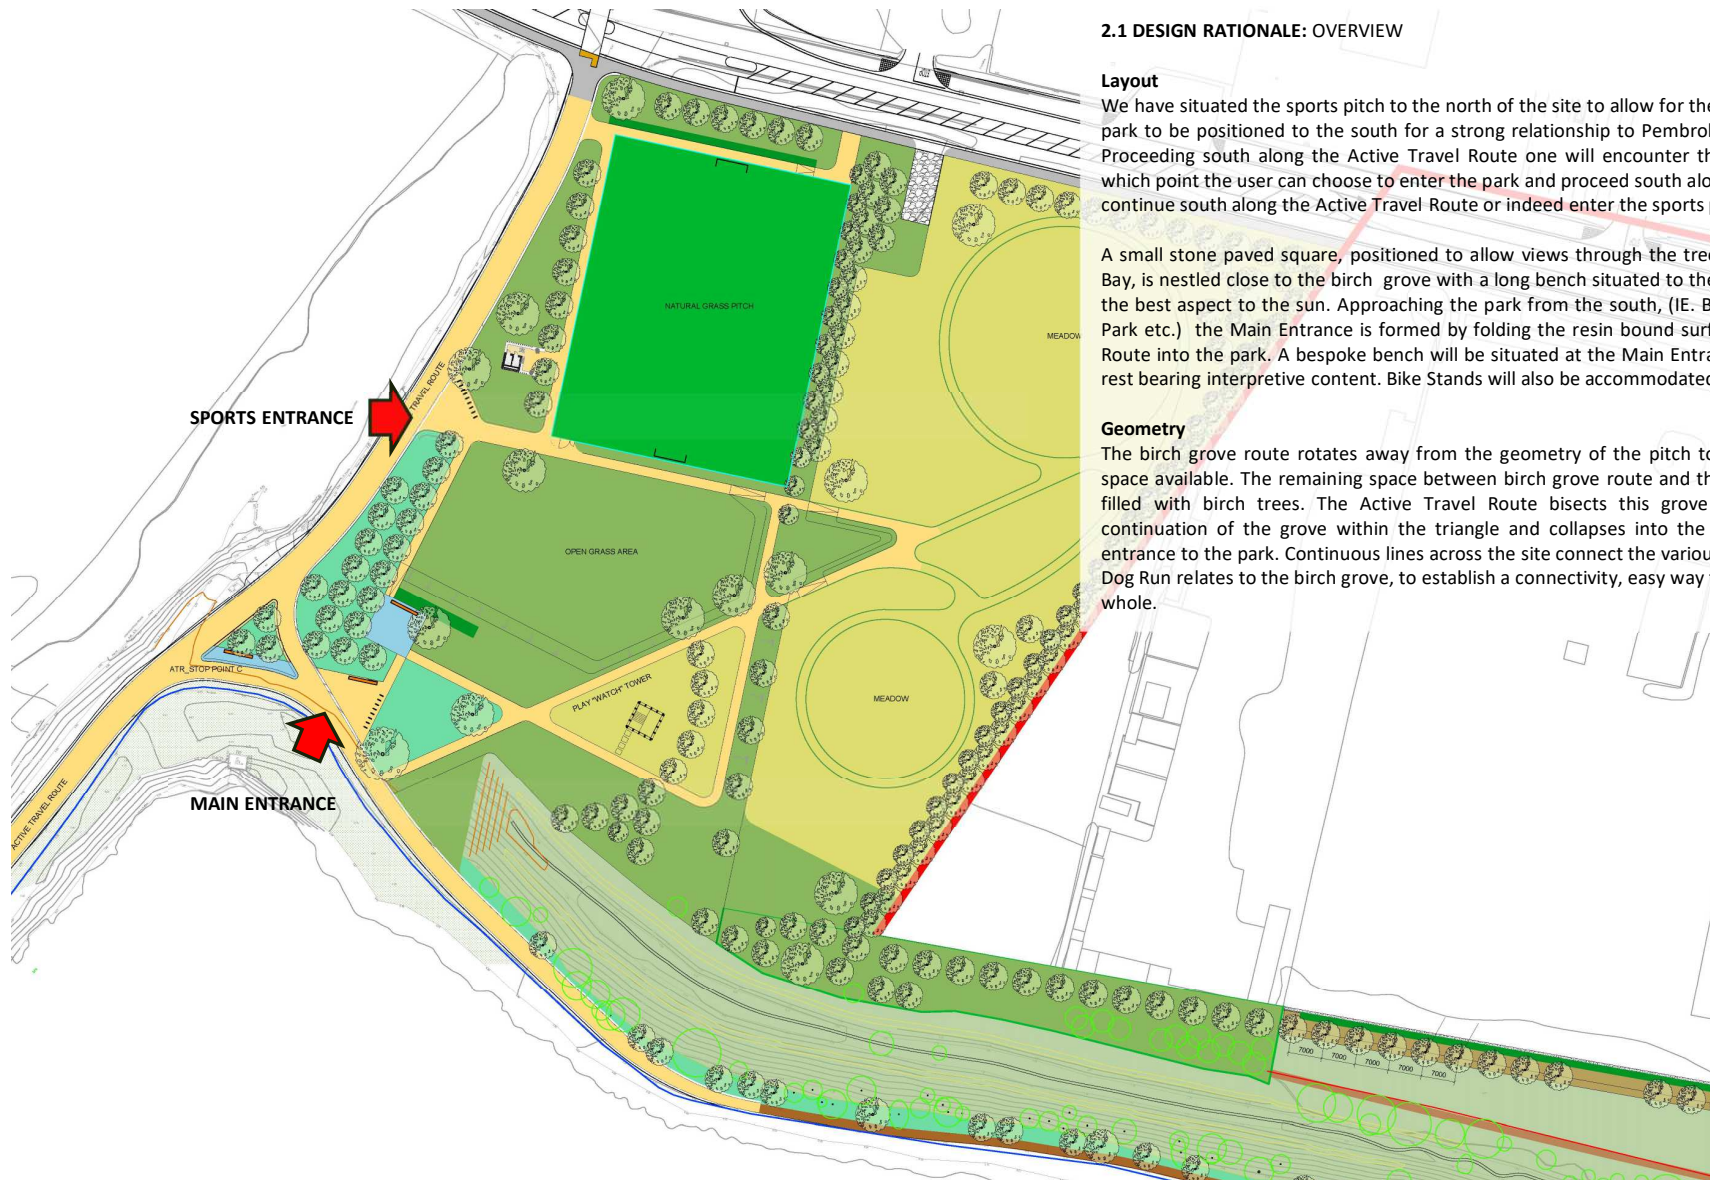 2.1 DESIGN RATIONALE: OVERVIEW
Layout
We have situated the sports pitch to the north of the site to allow for the
park to be positioned to the south for a strong relationship to
Proceeding south along the Active Travel Route one will encounter
which point the user can choose to enter the park and proceed south
continue south along the Active Travel Route or indeed enter the sports
A small stone paved square, positioned to allow views through the
Bay, is nestled close to the birch grove with a long bench situated to the
the best aspect to the sun. Approaching the park from the south, (IE.
Park etc.) the Main Entrance is formed by folding the resin bound
Route into the park. A bespoke bench will be situated at the Main
rest bearing interpretive content. Bike Stands will also be accommodated
Geometry
The birch grove route rotates away from the geometry of the pitch
space available. The remaining space between birch grove route and
filled with birch trees. The Active Travel Route bisects this grove
continuation of the grove within the triangle and collapses into the
entrance to the park. Continuous lines across the site connect the
Dog Run relates to the birch grove, to establish a connectivity, easy way
whole.
STOP
NATURAL GRASS PITCH
MEADOW
TRAVEL ROUTE
SPORTS ENTRANCE
OPEN GRASS AREA
ATR_STOP POINT C
PLAY "WATCH" TOWER
MEADOW
MAIN ENTRANCE
ACTIVE TRAVEL ROUTE
7000
7000
7000
7000
7000